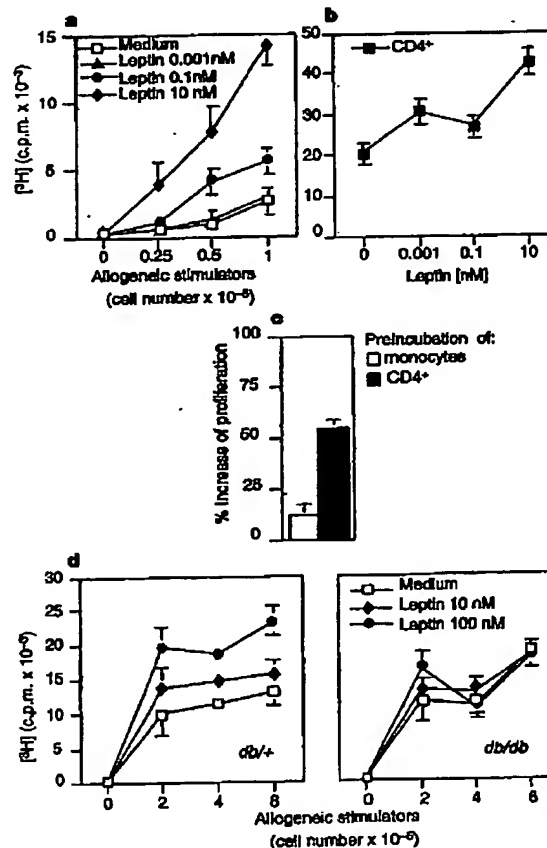 a
Medium
Leptin 0.001nM
Leptin 0.1nM
Leptin 10 nM
15
10
5
0
[³H] (c.p.m. x 10⁻³)
0 0.25 0.5 1
Allogeneic stimulators
(cell number x 10⁻⁵)
b
CD4⁺
50
40
30
20
10
0
0 0.001 0.1 10
Leptin [nM]
c
100
75
50
25
0
% Increase of proliferation
Preincubation of:
monocytes
CD4⁺
d
30
25
20
15
10
5
0
[³H] (c.p.m. x 10⁻³)
db/+
0 2 4 8
Medium
Leptin 10 nM
Leptin 100 nM
db/db
0 2 4
Allogeneic stimulators
(cell number x 10⁻⁵)